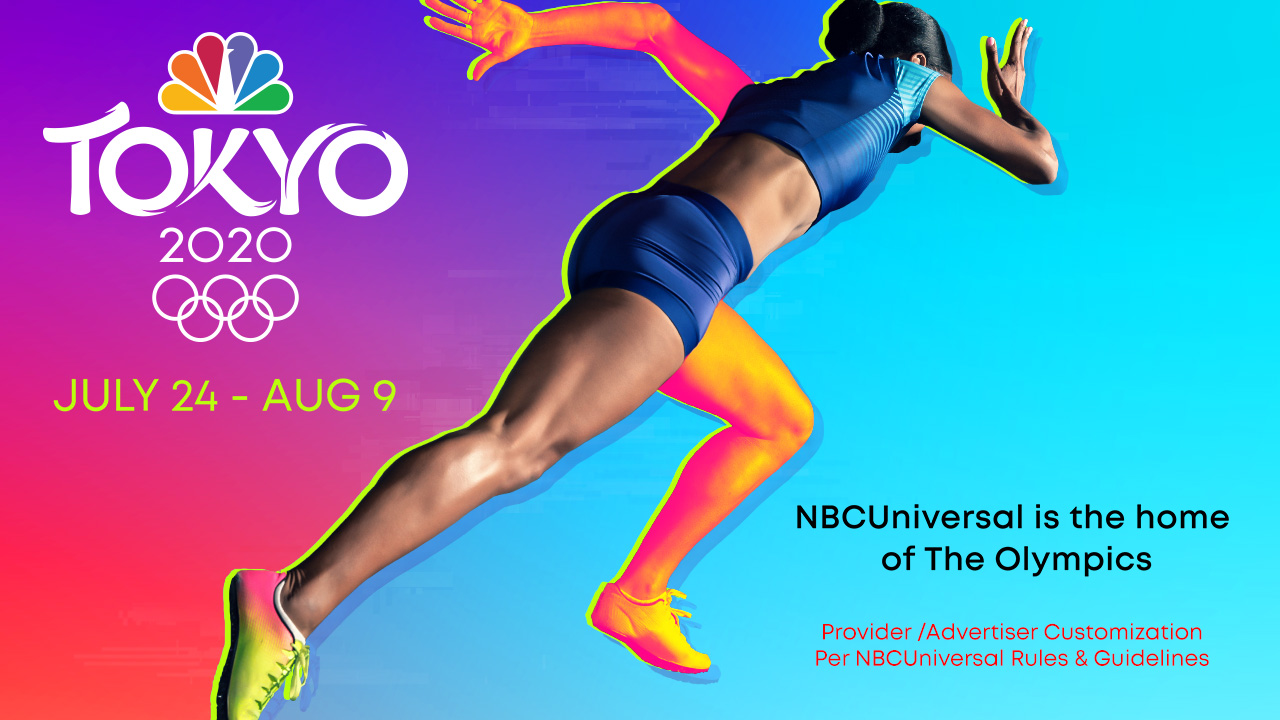 TOKYO
2020
JULY 24 - AUG 9
NBCUniversal is the home
of The Olympics
Provider /Advertiser Customization
Per NBCUniversal Rules & Guidelines